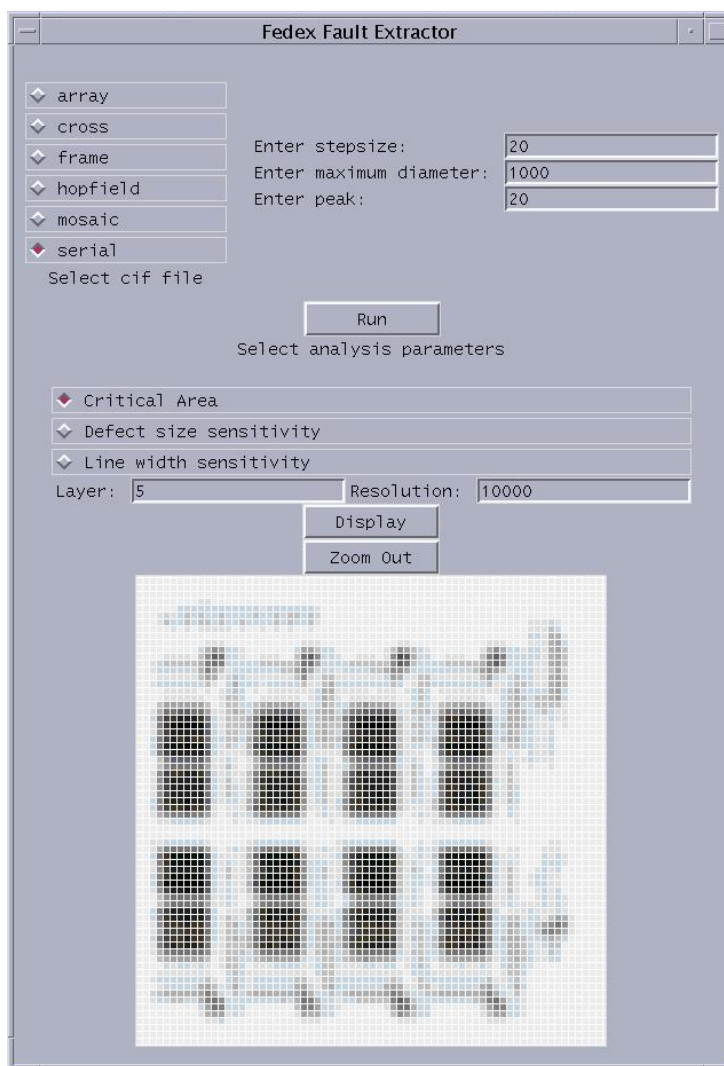 Fedex Fault Extractor
array
cross
frame
hopfield
mosaic
serial
Select cif file
Enter stepsize: 20
Enter maximum diameter: 1000
Enter peak: 20
Run
Select analysis parameters
Critical Area
Defect size sensitivity
Line width sensitivity
Layer: 5 Resolution: 10000
Display
Zoom Out